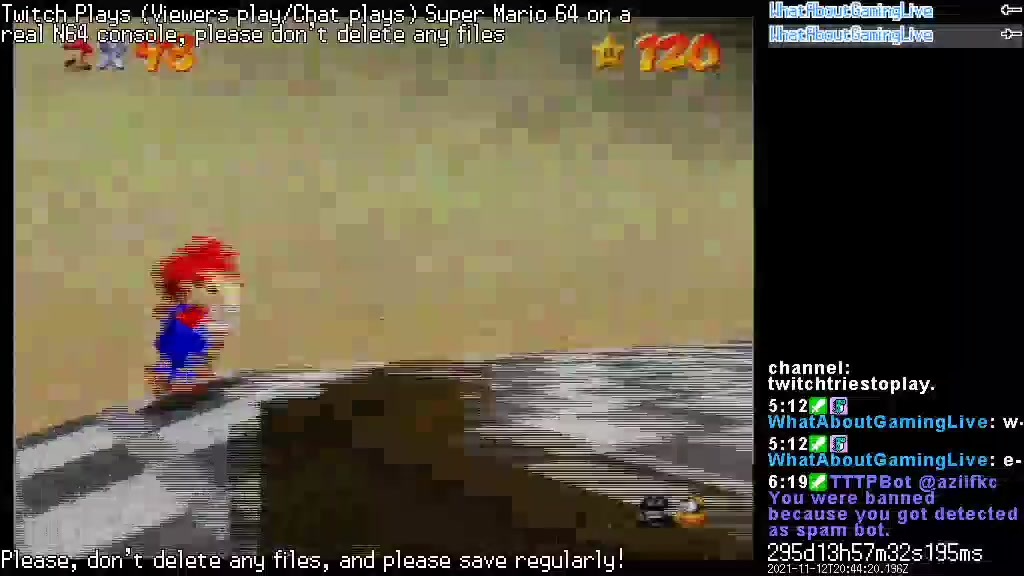 Twitch Plays (Viewers play/Chat plays) Super Mario 64 on a
real N64 console, please don't delete any files
120
WhatAboutGamingLive
WhatAboutGamingLive
channel:
twitchtriestoplay.
5:12
WhatAboutGamingLive: w-
5:12
WhatAboutGamingLive: e-
6:19 TTTPBot @aziifkc
You were banned
because you got detected
as spam bot.
295d13h57m32s195ms
2021-11-12T20:44:20.196Z
Please, don't delete any files, and please save regularly!